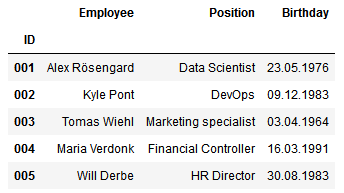 Employee Position Birthday
ID
001 Alex Rösengard Data Scientist 23.05.1976
002 Kyle Pont DevOps 09.12.1983
003 Tomas Wiehl Marketing specialist 03.04.1964
004 Maria Verdonk Financial Controller 16.03.1991
005 Will Derbe HR Director 30.08.1983